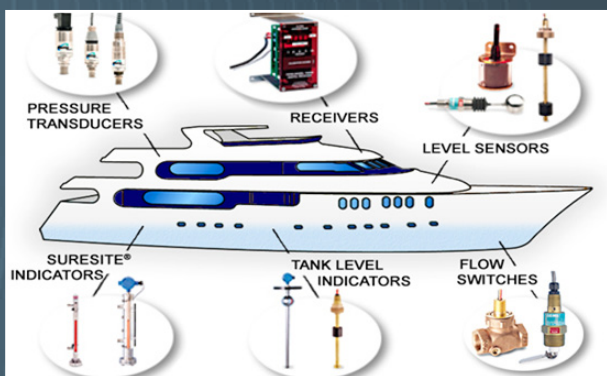 PRESSURE
TRANSDUCERS
RECEIVERS
LEVEL SENSORS
SURESITE®
INDICATORS
TANK LEVEL
INDICATORS
FLOW
SWITCHES